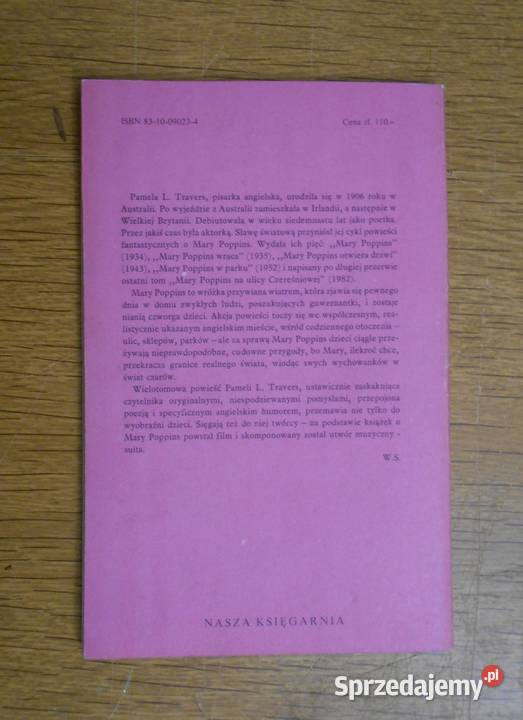 ISBN 83-10-09023-4 Cena zł. 110.–
Pamela L. Travers, pisarka angielska, urodziła się w 1906 roku w
Australii. Po wyjeździe z Australii zamieszkała w Irlandii, a następnie w
Wielkiej Brytanii. Debiutowała w wieku siedemnastu lat jako poetka.
Przez jakiś czas była aktorką. Sławę światową przyniósł jej cykl powieści
fantastycznych o Mary Poppins. Wydała ich pięć: „Mary Poppins”
(1934), „Mary Poppins wraca” (1935), „Mary Poppins otwiera drzwi”
(1943), „Mary Poppins w parku” (1952) i napisany po długiej przerwie
ostatni tom „Mary Poppins na ulicy Czereśniowej” (1982).
Mary Poppins to wróżka przywiana wiatrem, która zjawia się pewnego
dnia w domu zwykłych ludzi, poszukujących guwernantki, i zostaje
nianią czworga dzieci. Akcja powieści toczy się we współczesnym, rea-
listycznie ukazanym angielskim mieście, wśród codziennego otoczenia –
ulic, sklepów, parków – ale za sprawą Mary Poppins dzieci ciągle prze-
żywają nieprawdopodobne, cudowne przygody, bo Mary, ilekroć chce,
przekracza granice realnego świata, wiodąc swych wychowanków w
świat czarów.
Wielotomowa powieść Pameli L. Travers, ustawicznie zaskakująca
czytelnika oryginalnymi, niespodziewanymi pomysłami, przepojona
poezją i specyficznym angielskim humorem, przemawia nie tylko do
wyobraźni dzieci. Sięgają też do niej twórcy – na podstawie książek o
Mary Poppins powstał film i skomponowany został utwór muzyczny -
suita.
W.S.
NASZA KSIĘGARNIA
Sprzedajemy.pl